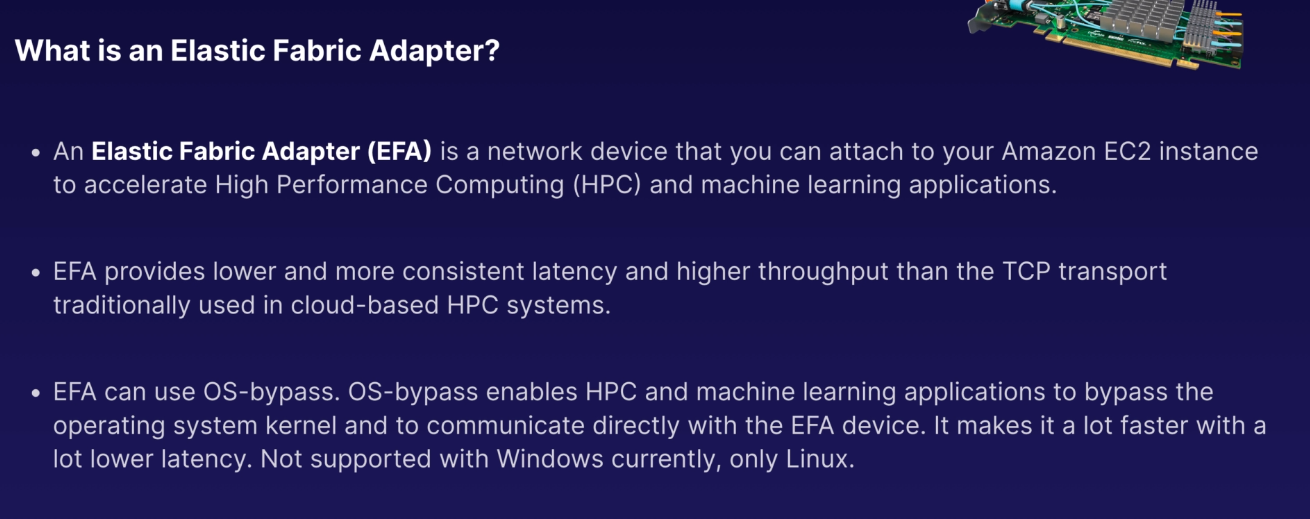 What is an Elastic Fabric Adapter?
• An Elastic Fabric Adapter (EFA) is a network device that you can attach to your Amazon EC2 instance
to accelerate High Performance Computing (HPC) and machine learning applications.
• EFA provides lower and more consistent latency and higher throughput than the TCP transport
traditionally used in cloud-based HPC systems.
• EFA can use OS-bypass. OS-bypass enables HPC and machine learning applications to bypass the
operating system kernel and to communicate directly with the EFA device. It makes it a lot faster with a
lot lower latency. Not supported with Windows currently, only Linux.